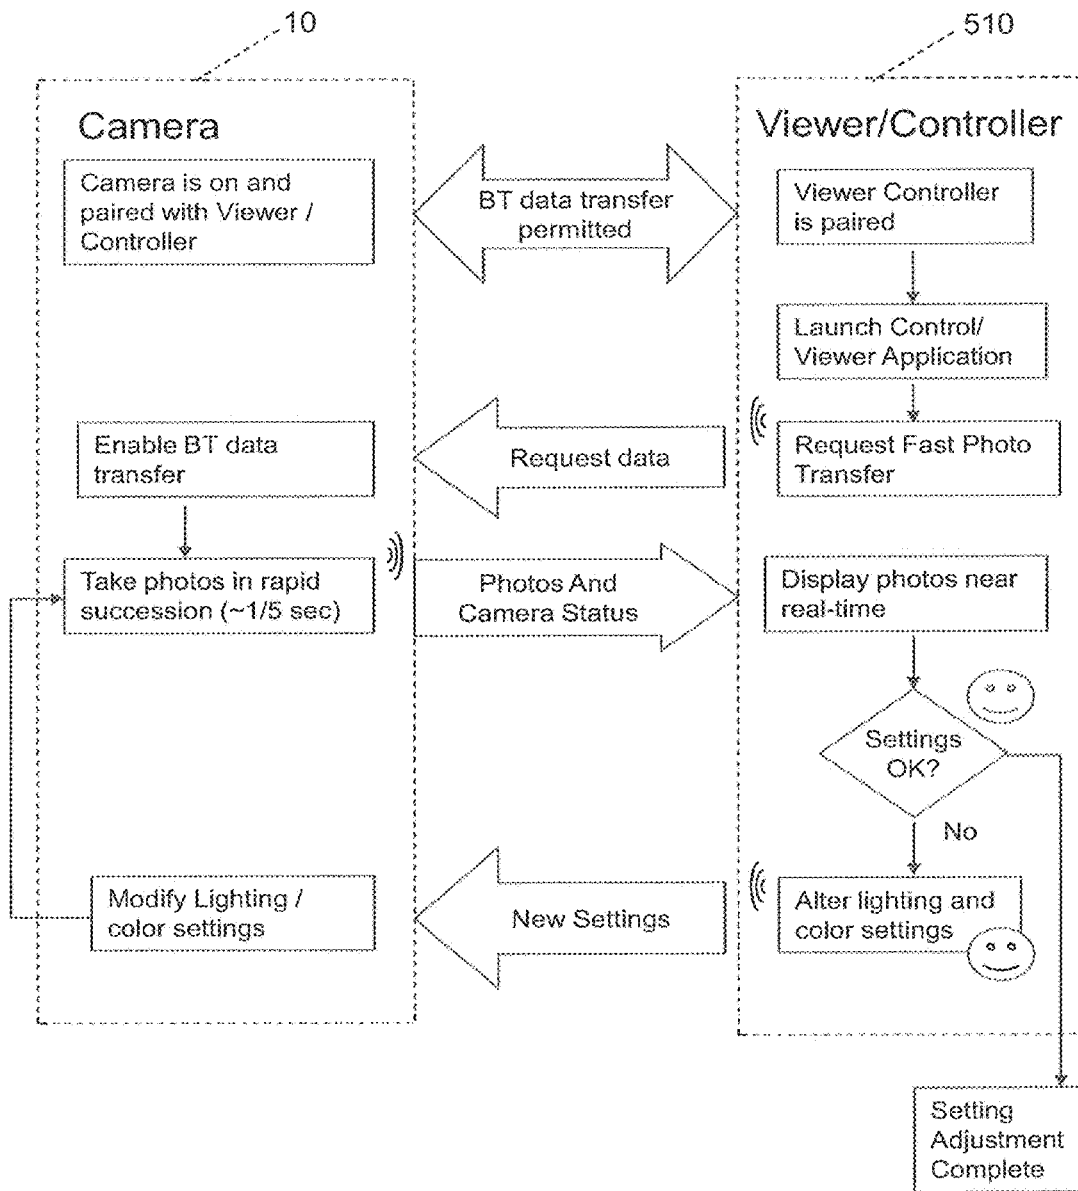 10
510
Camera
Viewer/Controller
Camera is on and
paired with Viewer /
Controller
BT data transfer
permitted
Viewer Controller
is paired
Launch Control/
Viewer Application
Enable BT data
transfer
Request data
Request Fast Photo
Transfer
Take photos in rapid
succession (~1/5 sec)
Photos And
Camera Status
Display photos near
real-time
Settings
OK?
No
Modify Lighting /
color settings
New Settings
Alter lighting and
color settings
Setting
Adjustment
Complete